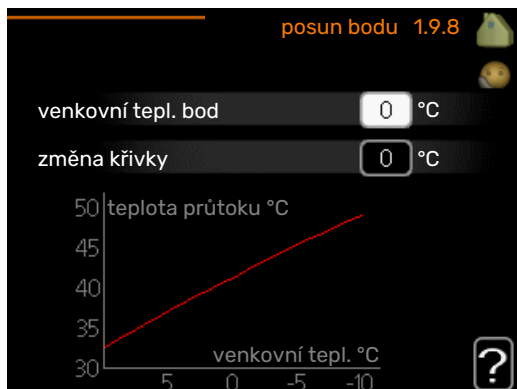 posun bodu 1.9.8
venkovní tepl. bod 0 °C
změna křivky 0 °C
50 teplota průtoku °C
45
40
35
30
venkovní tepl. °C
5 0 -5 -10
?